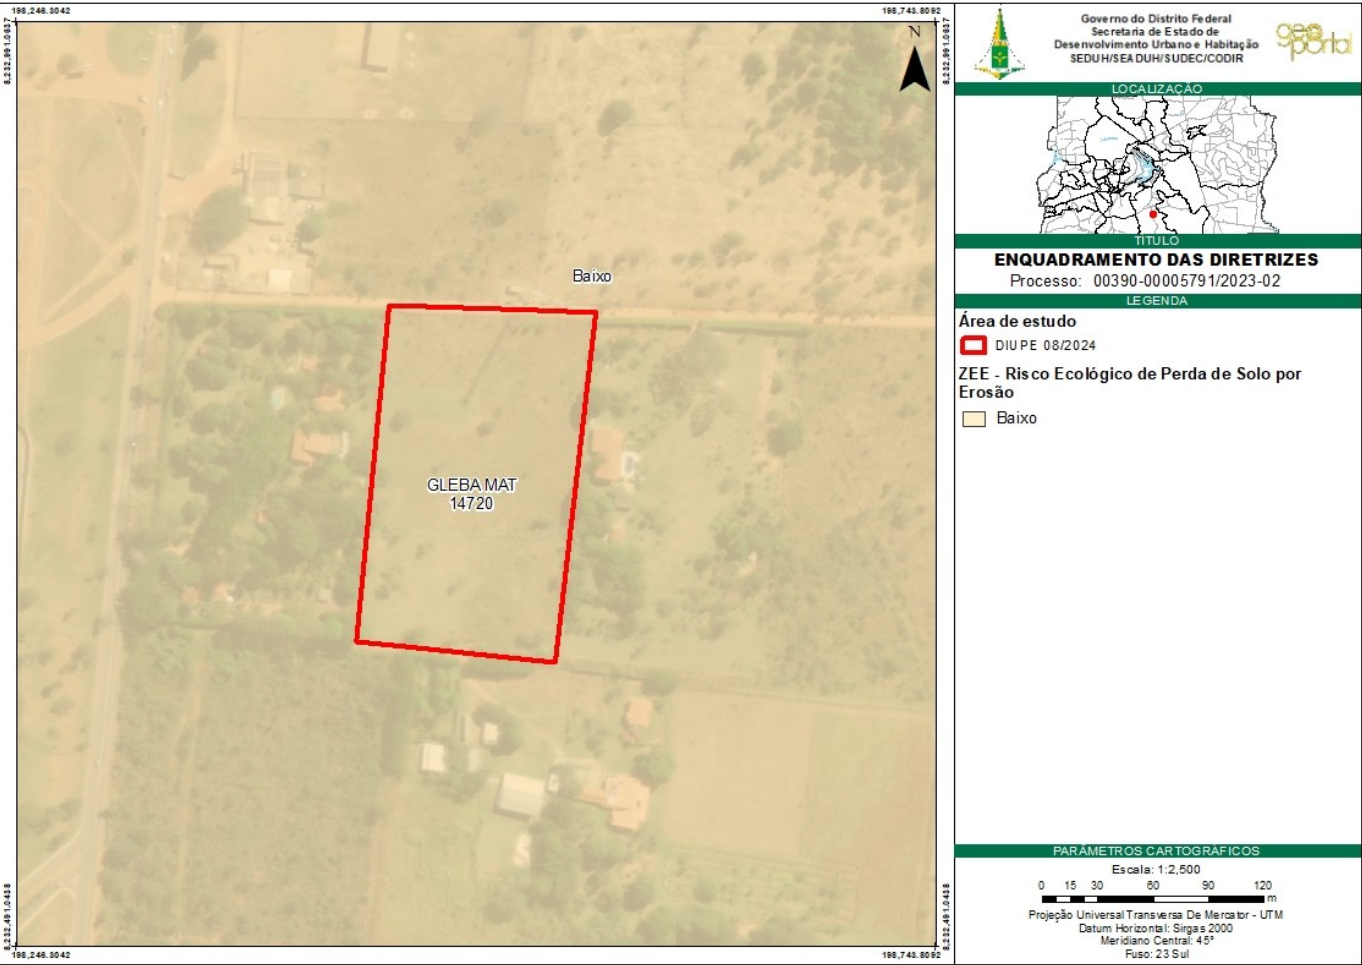 198,246.3042
198,743.8092
8,232,991.0637
8,232,991.0637
N
Baixo
GLEBA MAT
14720
8,232,491.0438
8,232,491.0438
198,246.3042
198,743.8092
Governo do Distrito Federal
Secretaria de Estado de
Desenvolvimento Urbano e Habitação
SEDUH/SEADUH/SUDEC/CODIR
geo
portal
LOCALIZAÇÃO
TÍTULO
ENQUADRAMENTO DAS DIRETRIZES
Processo: 00390-00005791/2023-02
LEGENDA
Área de estudo
DIUPE 08/2024
ZEE - Risco Ecológico de Perda de Solo por
Erosão
Baixo
PARÂMETROS CARTOGRÁFICOS
Escala: 1:2,500
0 15 30 60 90 120
m
Projeção Universal Transversa De Mercator - UTM
Datum Horizontal: Sirgas 2000
Meridiano Central: 45°
Fuso: 23 Sul